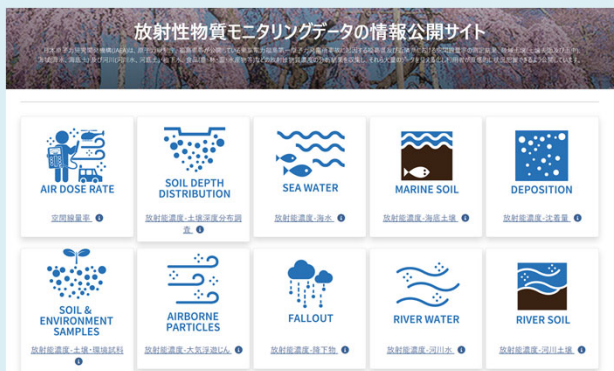 放射性物質モニタリングデータの情報公開サイト
AIR DOSE RATE
SOIL DEPTH
DISTRIBUTION
SEA WATER
MARINE SOIL
DEPOSITION
空間線量率
放射能濃度-土壌深度分布調
査
放射能濃度-海水
放射能濃度-海底土壌
放射能濃度-沈着量
SOIL &
ENVIRONMENT
SAMPLES
AIRBORNE
PARTICLES
FALLOUT
RIVER WATER
RIVER SOIL
放射能濃度-土壌・環境試料
放射能濃度-大気浮遊じん
放射能濃度-降下物
放射能濃度-河川水
放射能濃度-河川土壌